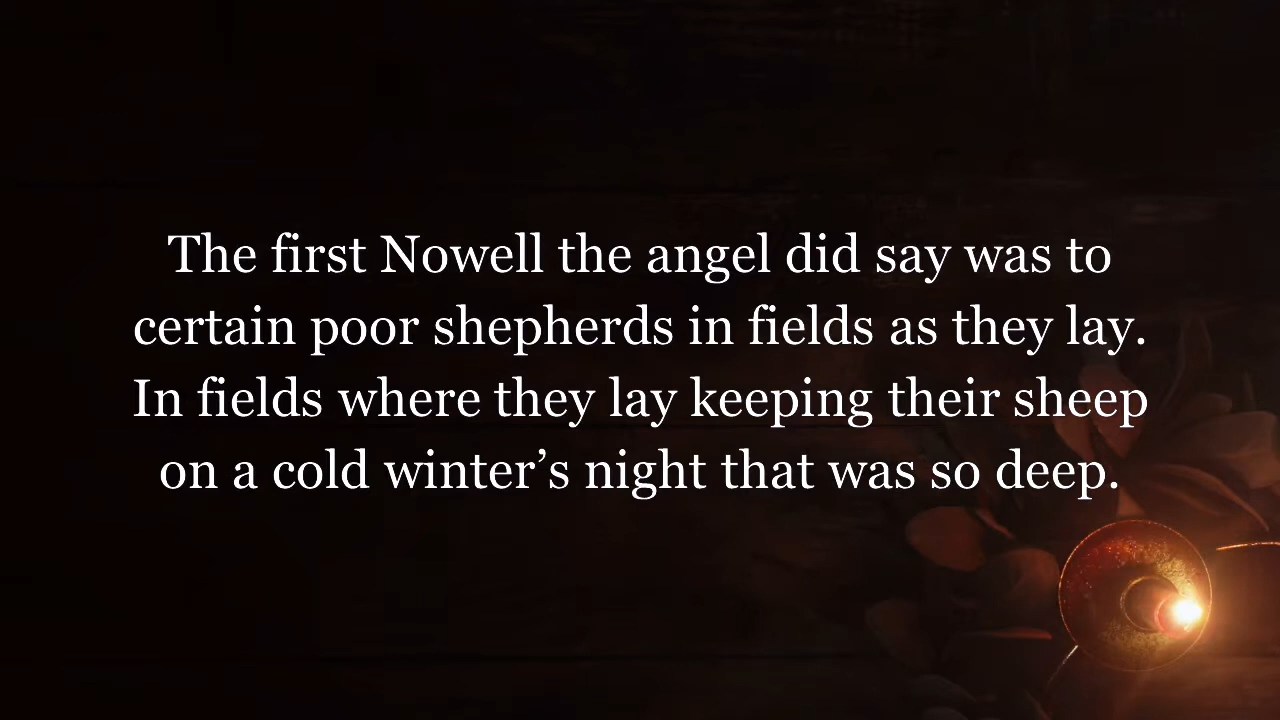 The first Nowell the angel did say was to
certain poor shepherds in fields as they lay.
In fields where they lay keeping their sheep
on a cold winter’s night that was so deep.